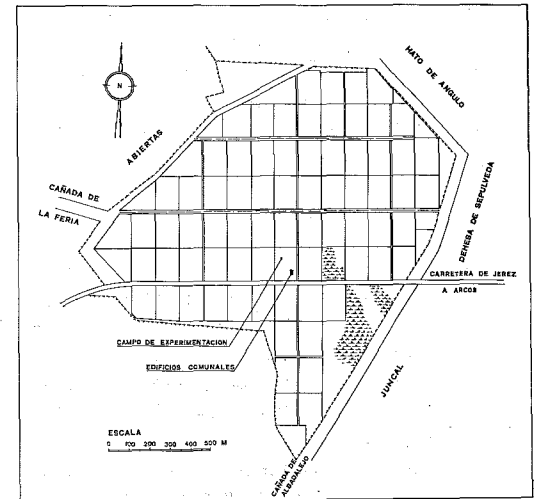 HATO DE ANGULO
N
ABIERTAS
DEHESA DE SEPULVEDA
CAÑADA DE
LA FERIA
CARRETERA DE JEREZ
A ARCOS
CAMPO DE EXPERIMENTACION
EDIFICIOS COMUNALES
JUNCAL
ESCALA
0 100 200 300 400 500 M
CAÑADA DE
ALBADALEJO